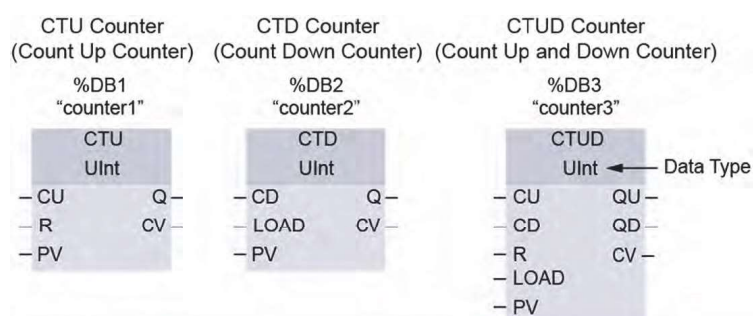 CTU Counter
(Count Up Counter)
%DB1
“counter1”
CTU
UInt
CU Q
R CV
PV
CTD Counter
(Count Down Counter)
%DB2
“counter2”
CTD
UInt
CD Q
LOAD CV
PV
CTUD Counter
(Count Up and Down Counter)
%DB3
“counter3”
CTUD
UInt Data Type
CU QU
CD QD
R CV
LOAD
PV